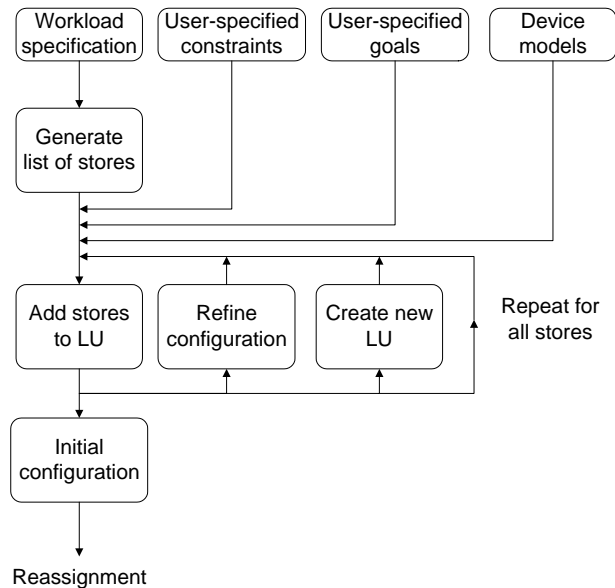 Workload
specification
User-specified
constraints
User-specified
goals
Device
models
Generate
list of stores
Add stores
to LU
Refine
configuration
Create new
LU
Repeat for
all stores
Initial
configuration
Reassignment